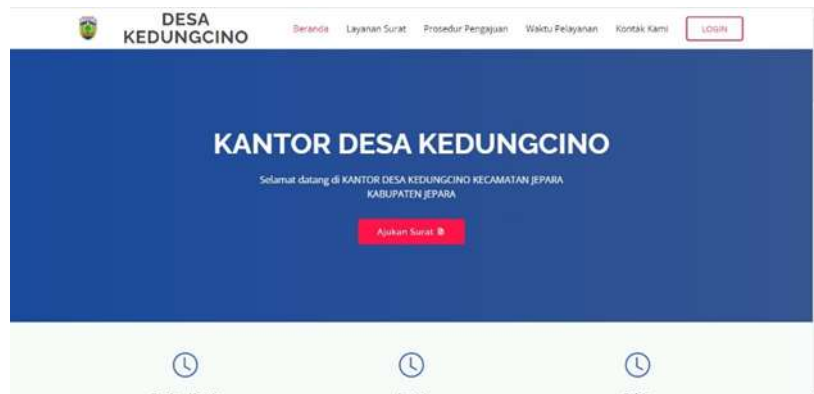 DESA
KEDUNGCINO
Beranda Layanan Surat Prosedur Pengajuan Waktu Pelayanan Kontak Kami LOGIN
KANTOR DESA KEDUNGCINO
Selamat datang di KANTOR DESA KEDUNGCINO KECAMATAN JEPARA
KABUPATEN JEPARA
Ajukan Surat